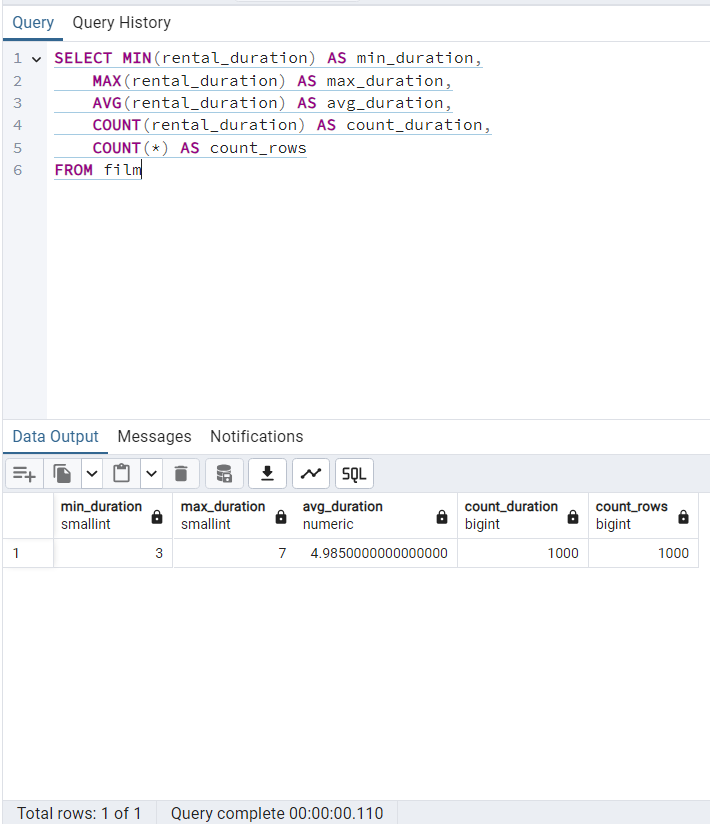 Query Query History
1 SELECT MIN(rental_duration) AS min_duration,
2 MAX(rental_duration) AS max_duration,
3 AVG(rental_duration) AS avg_duration,
4 COUNT(rental_duration) AS count_duration,
5 COUNT(*) AS count_rows
6 FROM film
Data Output Messages Notifications
SQL
min_duration max_duration avg_duration count_duration count_rows
smallint smallint numeric bigint bigint
1 3 7 4.9850000000000000 1000 1000
Total rows: 1 of 1 Query complete 00:00:00.110